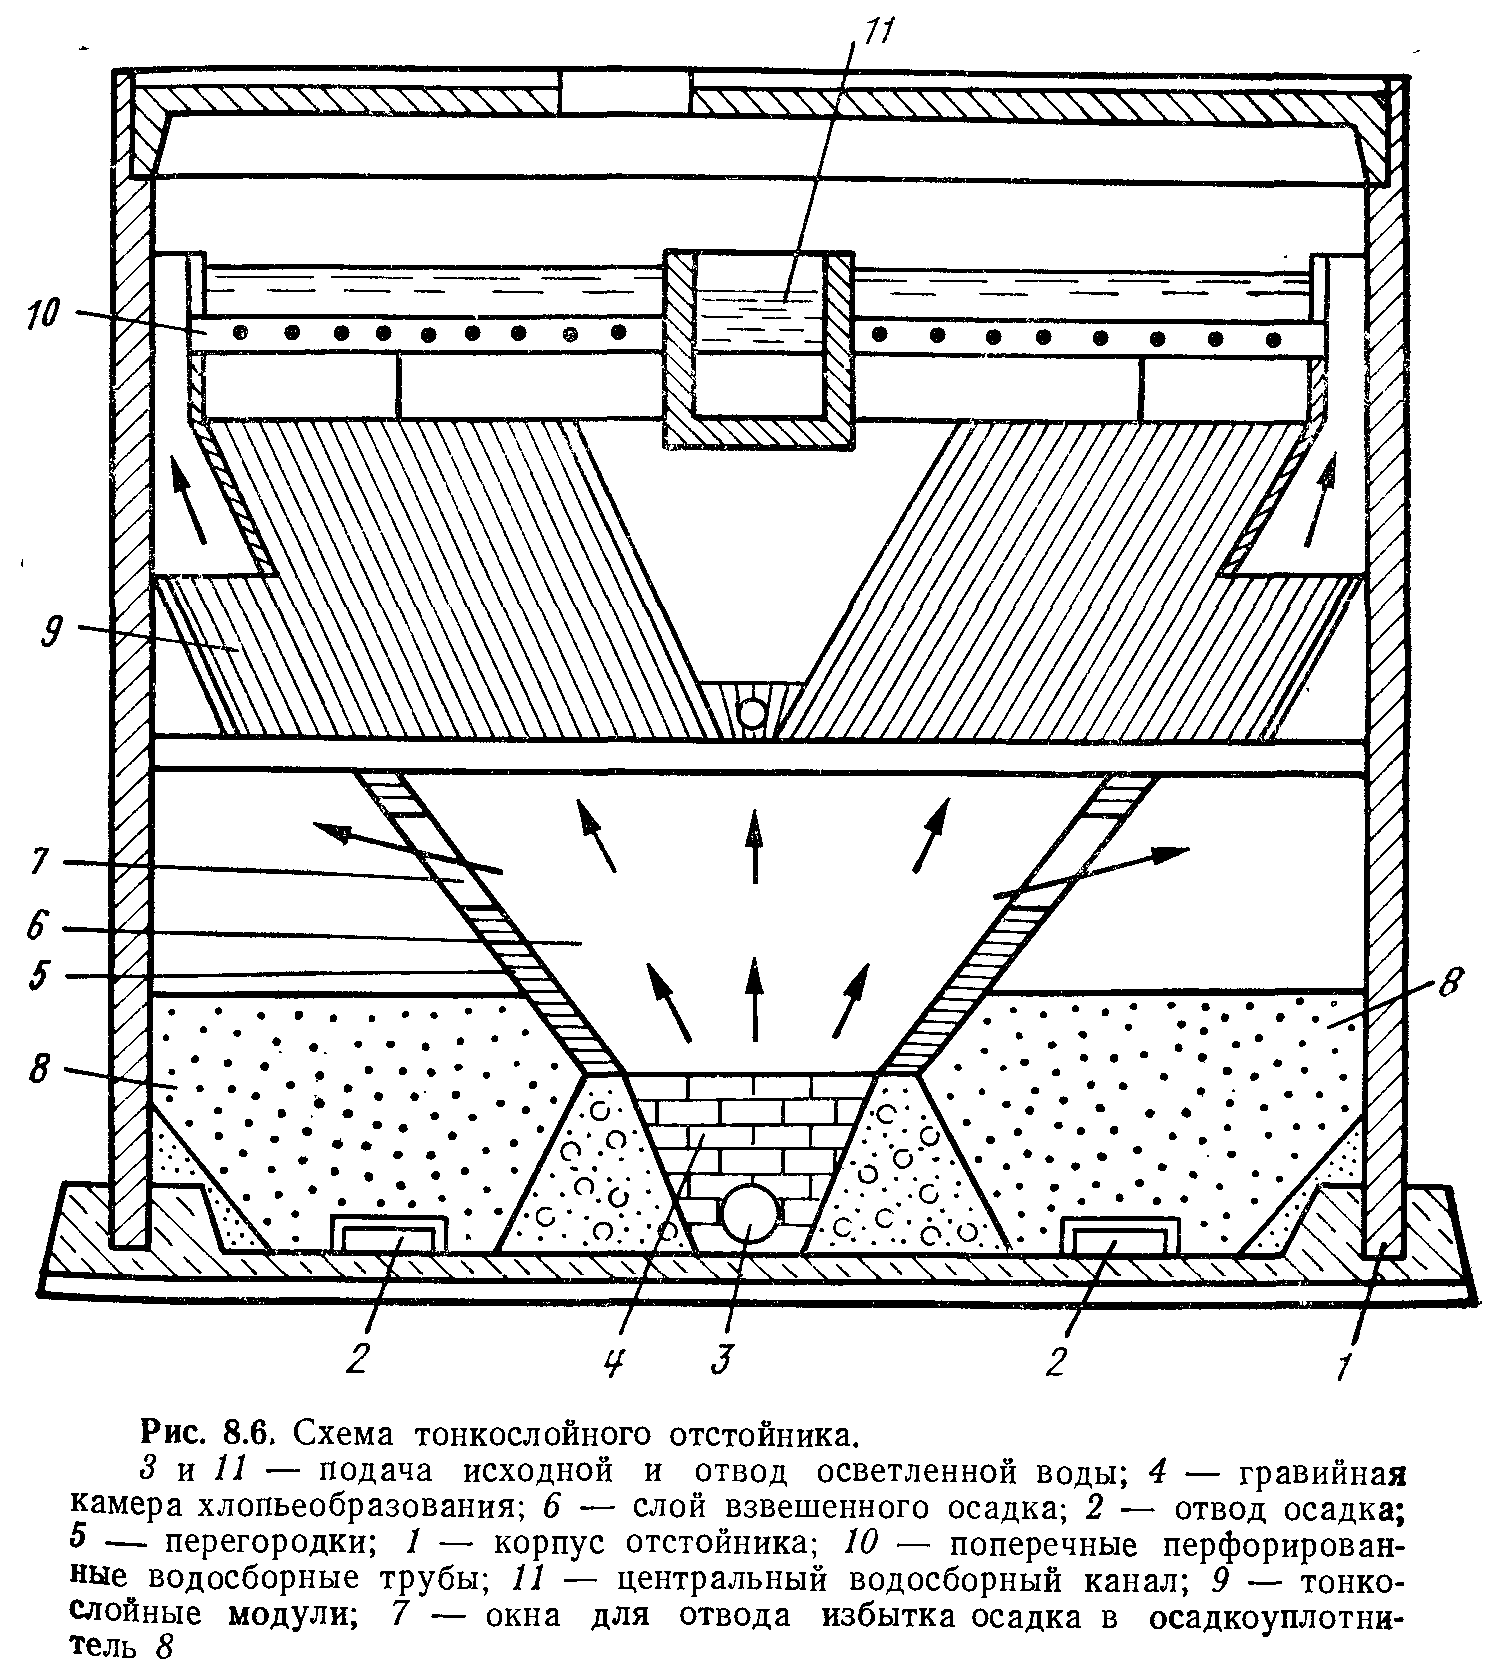 11
10
9
7
6
5
8
8
2
4
3
2
1
Рис. 8.6. Схема тонкослойного отстойника.
3 и 11 — подача исходной и отвод осветленной воды; 4 — гравийная
камера хлопьеобразования; 6 — слой взвешенного осадка; 2 — отвод осадка;
5 — перегородки; 1 — корпус отстойника; 10 — поперечные перфорирован-
ные водосборные трубы; 11 — центральный водосборный канал; 9 — тонко-
слойные модули; 7 — окна для отвода избытка осадка в осадкоуплотни-
тель 8